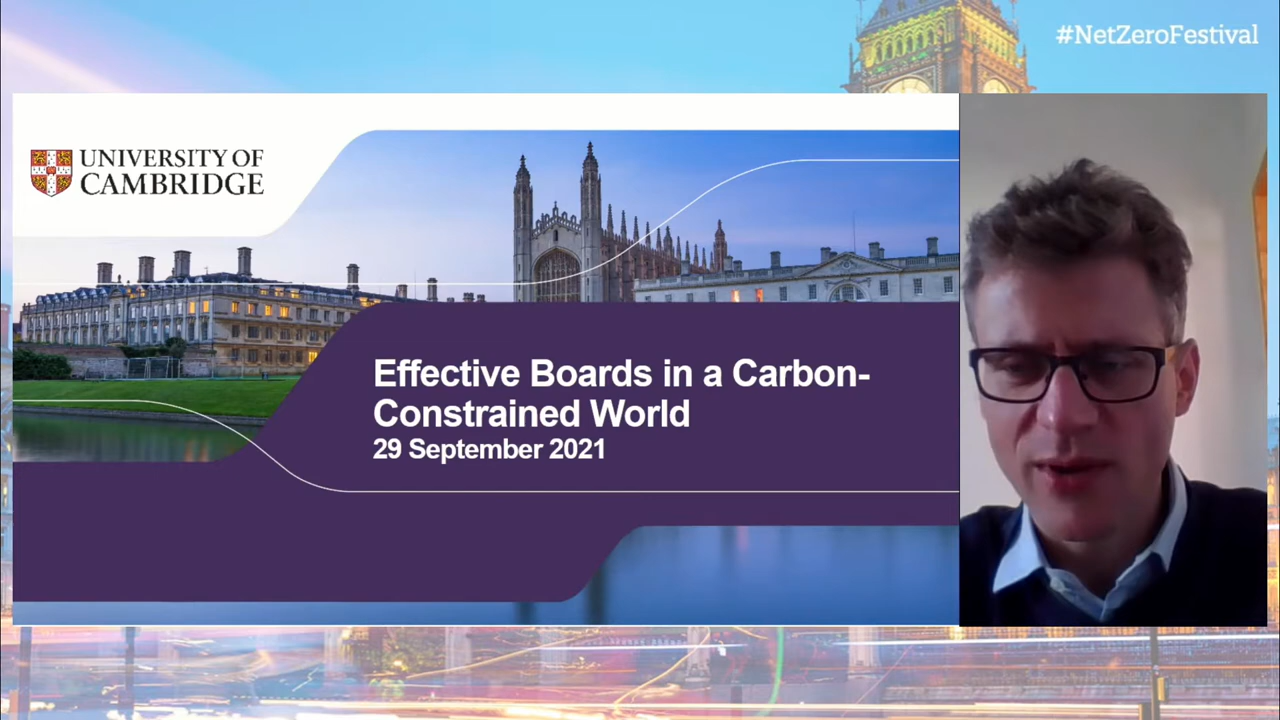 #NetZeroFestival
UNIVERSITY OF
CAMBRIDGE
Effective Boards in a Carbon-
Constrained World
29 September 2021